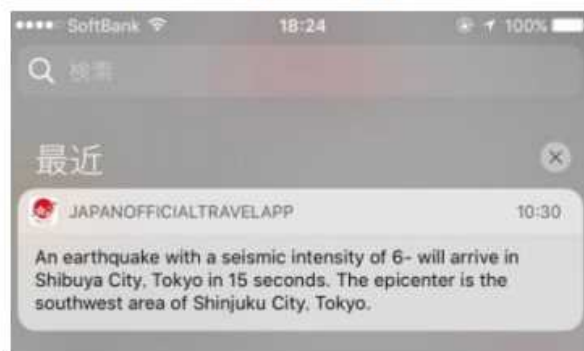 SoftBank 18:24 100%
検索
最近
JAPANOFFICIALTRAVELAPP 10:30
An earthquake with a seismic intensity of 6- will arrive in
Shibuya City, Tokyo in 15 seconds. The epicenter is the
southwest area of Shinjuku City, Tokyo.